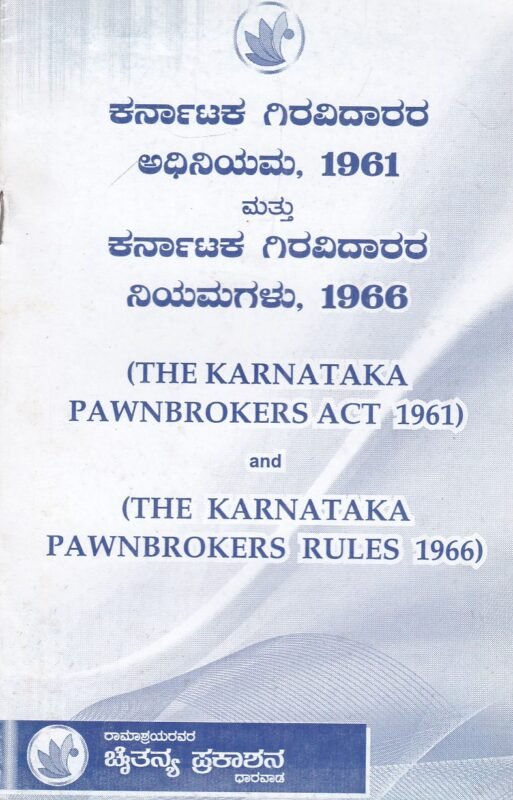 ಕರ್ನಾಟಕ ಗಿರವಿದಾರರ
ಅಧಿನಿಯಮ, 1961
ಮತ್ತು
ಕರ್ನಾಟಕ ಗಿರವಿದಾರರ
ನಿಯಮಗಳು, 1966
(THE KARNATAKA
PAWNBROKERS ACT 1961)
and
(THE KARNATAKA
PAWNBROKERS RULES 1966)
ರಾಮಾಶ್ರಯರವರ
ಚೈತನ್ಯ ಪ್ರಕಾಶನ
ಧಾರವಾಡ